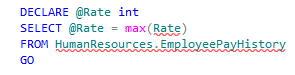 DECLARE @Rate int
SELECT @Rate = max(Rate)
FROM HumanResources.EmployeePayHistory
GO